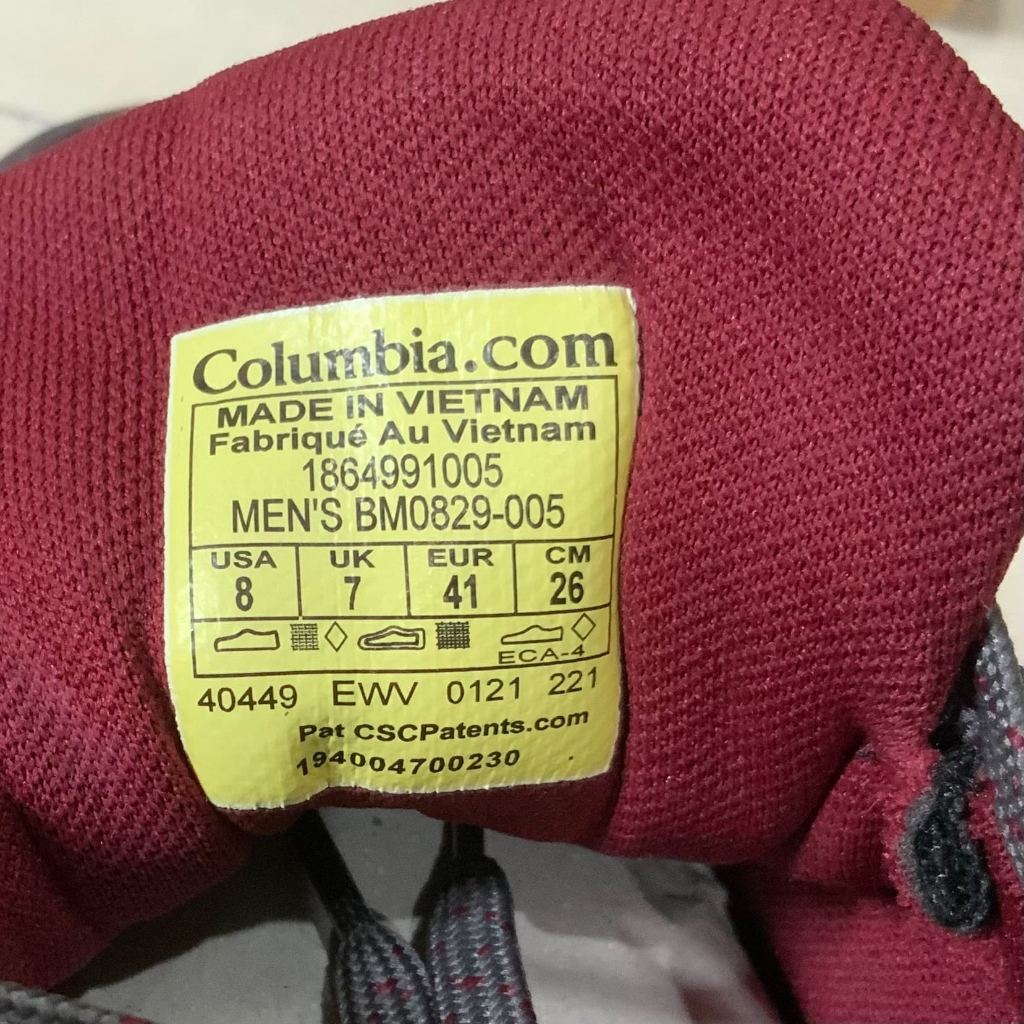 Columbia.com
MADE IN VIETNAM
Fabriqué Au Vietnam
1864991005
MEN'S BM0829-005
USA UK EUR CM
8 7 41 26
ECA-4
40449 EWV 0121 221
Pat CSCPatents.com
194004700230